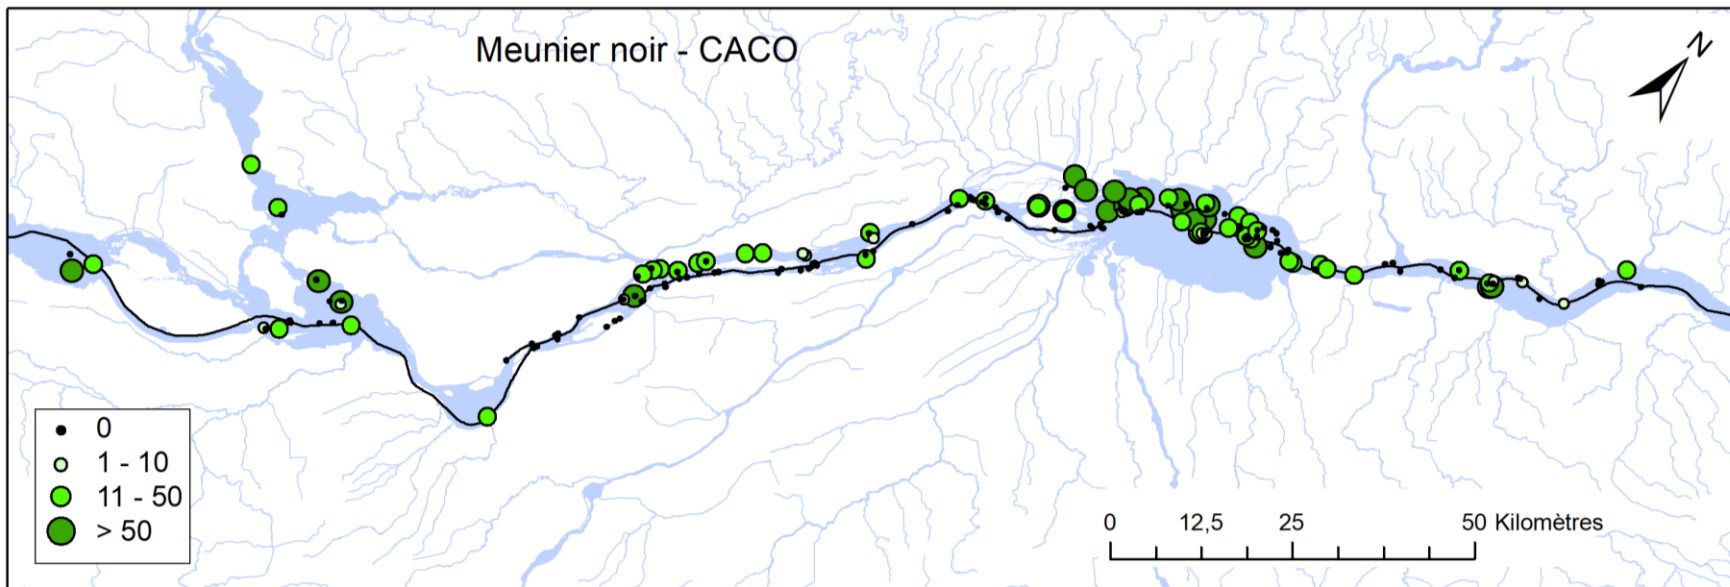 Meunier noir - CACO
N
0
1 - 10
11 - 50
> 50
0 12,5 25 50 Kilomètres